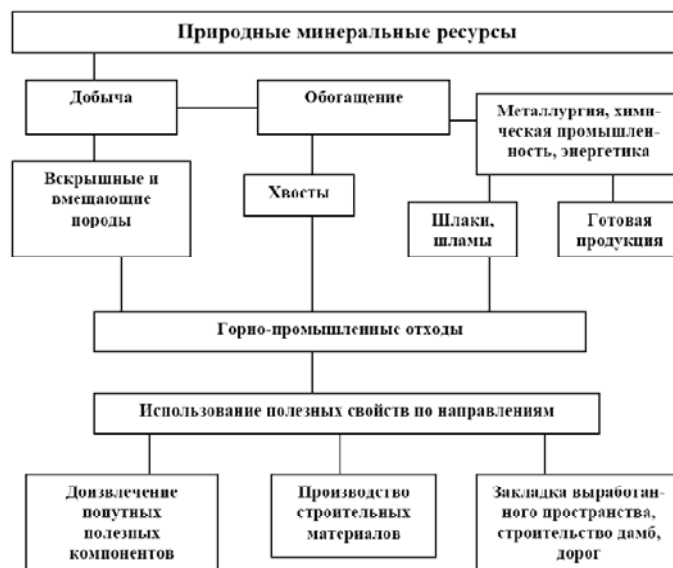 Природные минеральные ресурсы
Добыча
Обогащение
Металлургия, хими-
ческая промышлен-
ность, энергетика
Вскрышные и
вмещающие
породы
Хвосты
Шлаки,
шламы
Готовая
продукция
Горно-промышленные отходы
Использование полезных свойств по направлениям
Доизвлечение
попутных
полезных
компонентов
Производство
строительных
материалов
Закладка выработан-
ного пространства,
строительство дамб,
дорог